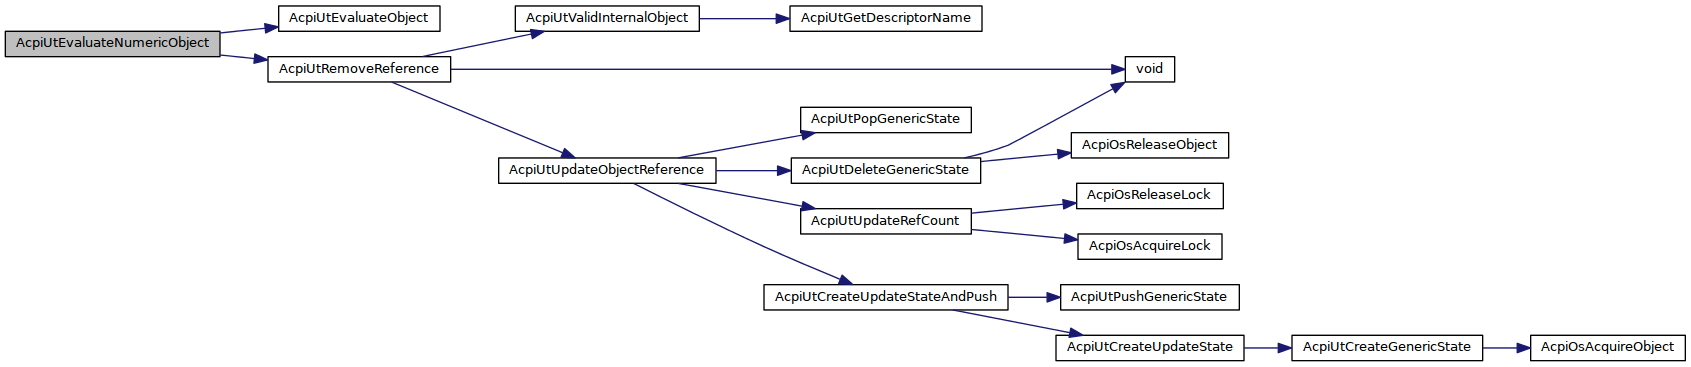 AcpiUtEvaluateNumericObject
AcpiUtEvaluateObject
AcpiUtRemoveReference
AcpiUtValidInternalObject
AcpiUtGetDescriptorName
void
AcpiUtUpdateObjectReference
AcpiUtPopGenericState
AcpiUtDeleteGenericState
AcpiOsReleaseObject
AcpiUtUpdateRefCount
AcpiOsReleaseLock
AcpiOsAcquireLock
AcpiUtCreateUpdateStateAndPush
AcpiUtPushGenericState
AcpiUtCreateUpdateState
AcpiUtCreateGenericState
AcpiOsAcquireObject